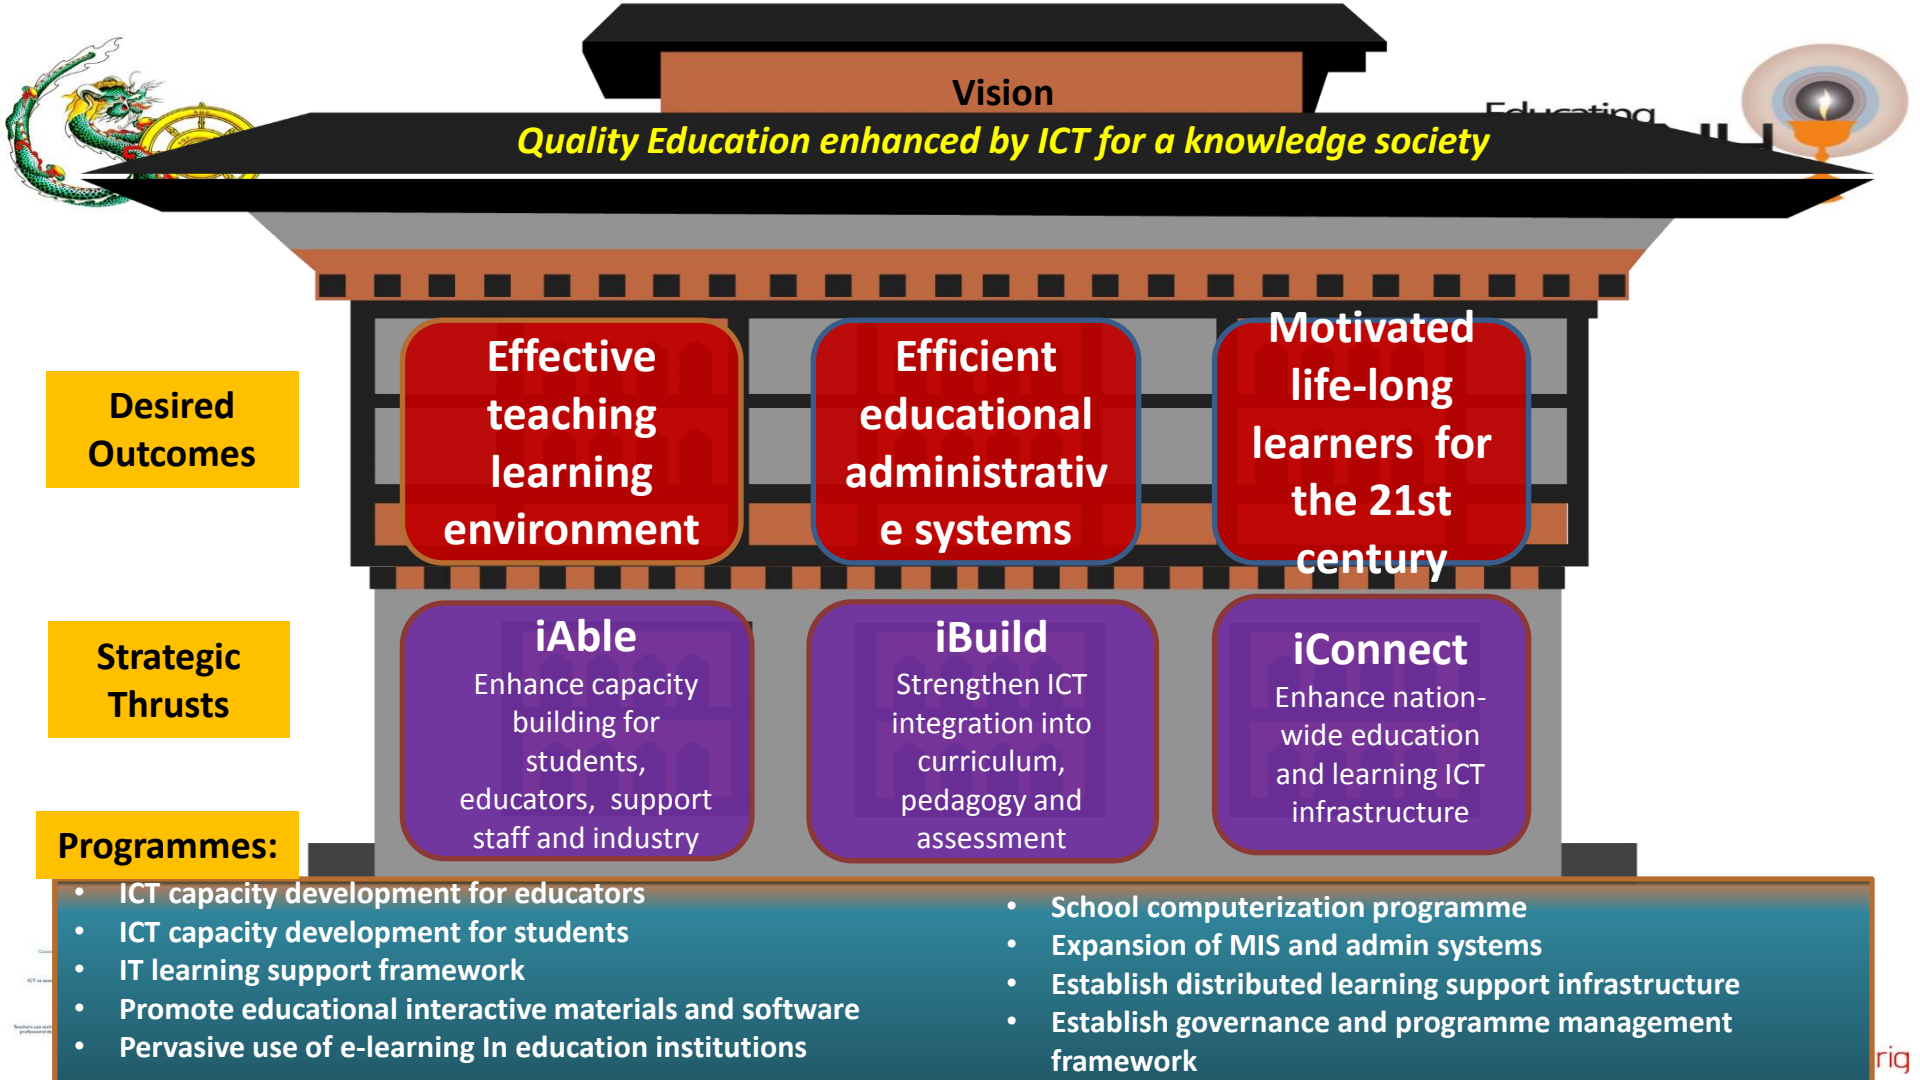 Vision
Quality Education enhanced by ICT for a knowledge society
Educating
Desired
Outcomes
Effective
teaching
learning
environment
Efficient
educational
administrativ
e systems
Motivated
life-long
learners for
the 21st
century
Strategic
Thrusts
iAble
Enhance capacity
building for
students,
educators, support
staff and industry
iBuild
Strengthen ICT
integration into
curriculum,
pedagogy and
assessment
iConnect
Enhance nation-
wide education
and learning ICT
infrastructure
Programmes:
• ICT capacity development for educators
• ICT capacity development for students
• IT learning support framework
• Promote educational interactive materials and software
• Pervasive use of e-learning In education institutions
• School computerization programme
• Expansion of MIS and admin systems
• Establish distributed learning support infrastructure
• Establish governance and programme management
framework
rig